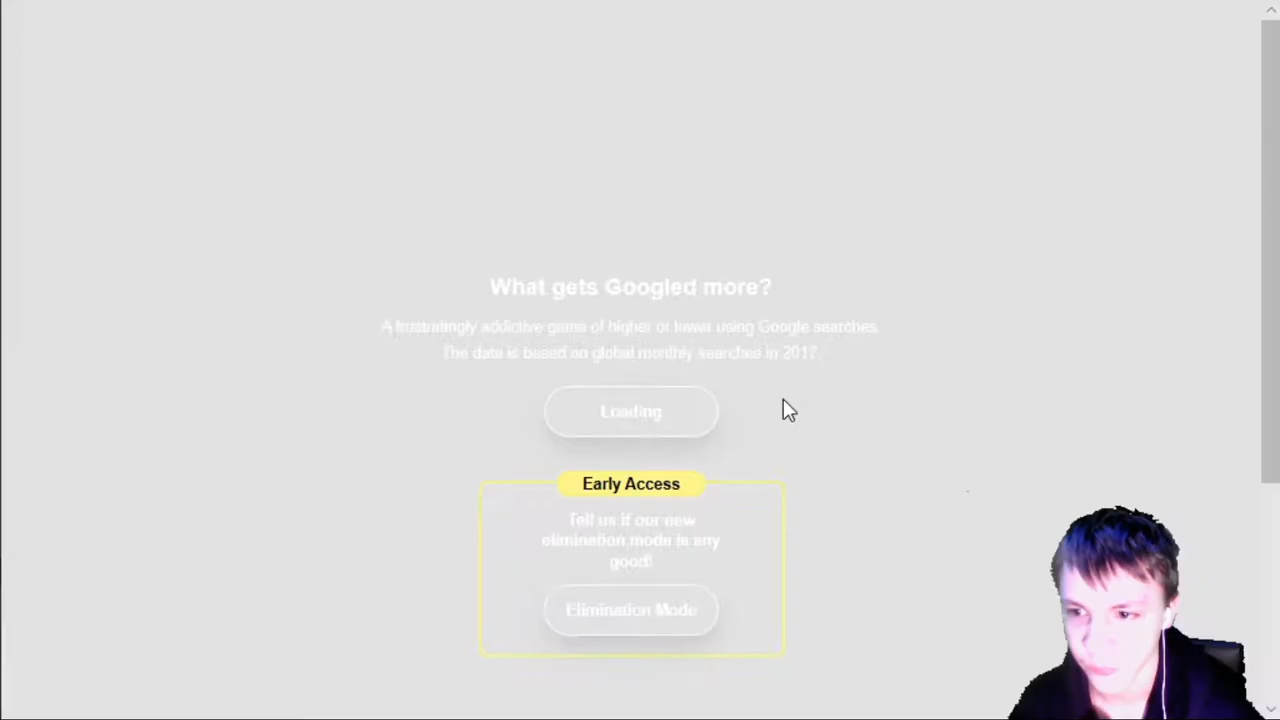 What gets Googled more?
A frustratingly addictive game of higher or lower using Google searches.
The data is based on global monthly searches in 2017.
Loading
Early Access
Tell us if our new
elimination mode is any
good!
Elimination Mode